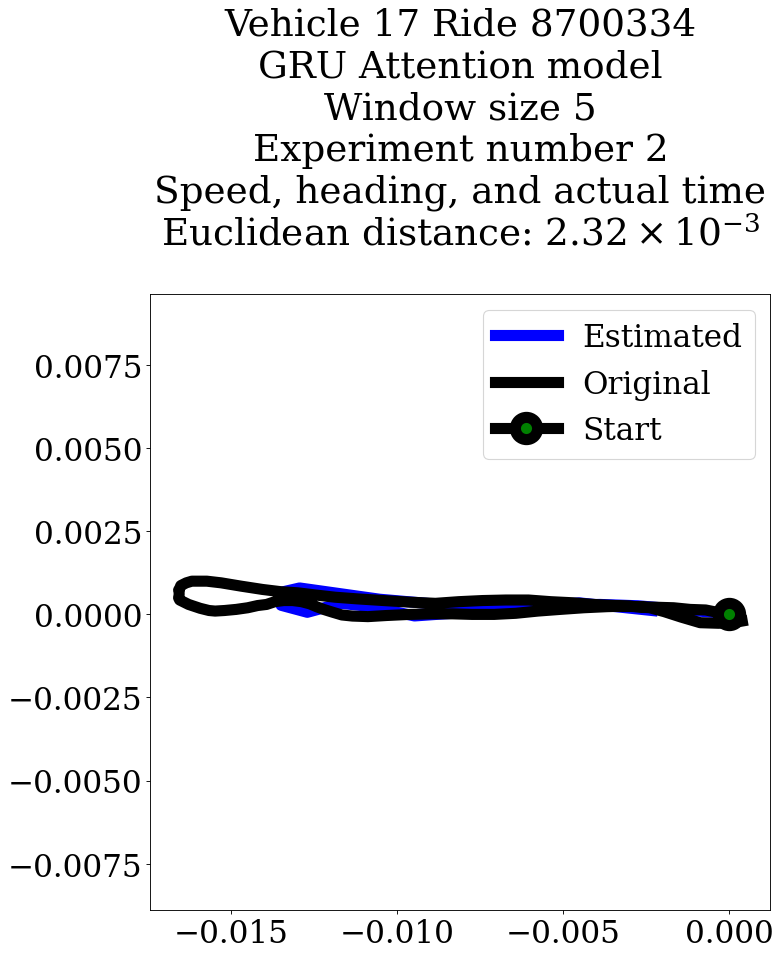 Vehicle 17 Ride 8700334
GRU Attention model
Window size 5
Experiment number 2
Speed, heading, and actual time
Euclidean distance: 2.32 × 10⁻³
Estimated
Original
Start
0.0075
0.0050
0.0025
0.0000
−0.0025
−0.0050
−0.0075
−0.015
−0.010
−0.005
0.000